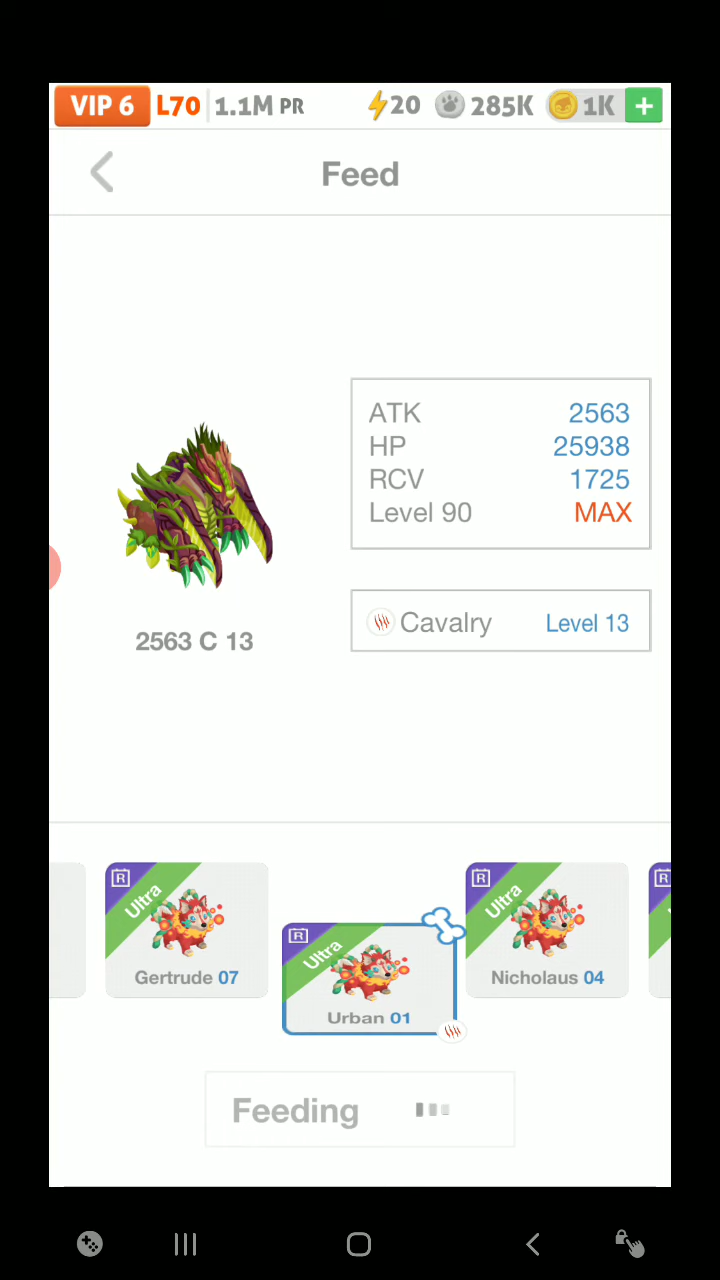 VIP 6 L70 1.1M PR 20 285K 1K +
Feed
ATK 2563
HP 25938
RCV 1725
Level 90 MAX
Cavalry Level 13
2563 C 13
R Ultra
Gertrude 07
R Ultra
Urban 01
R Ultra
Nicholaus 04
R
Feeding